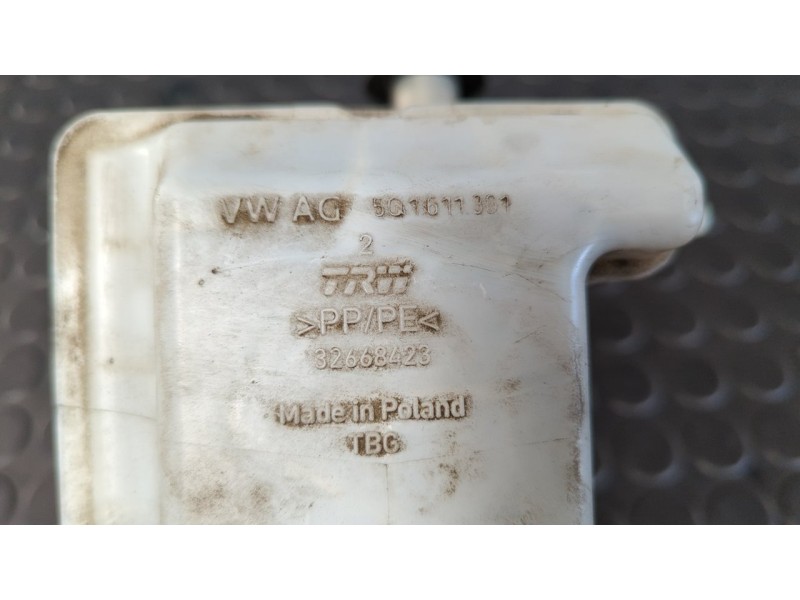 VW AG 5Q1611301
2
TRW
>PP/PE<
32668423
Made in Poland
TBG